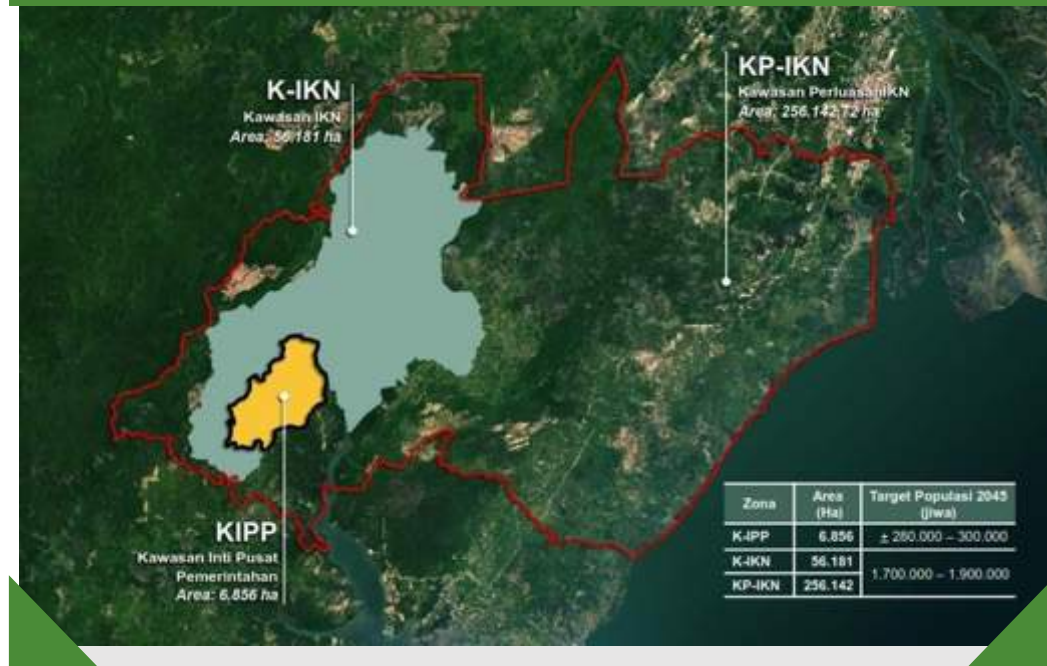 K-IKN
Kawasan IKN
Area: 56.181 ha
KP-IKN
Kawasan PerluasanIKN
Area: 256.142,72 ha
KIPP
Kawasan Inti Pusat
Pemerintahan
Area: 6.856 ha
Zona Area (Ha) Target Populasi 2045 (jiwa)
K-IPP 6.856 ± 280.000 – 300.000
K-IKN 56.181 1.700.000 – 1.900.000
KP-IKN 256.142